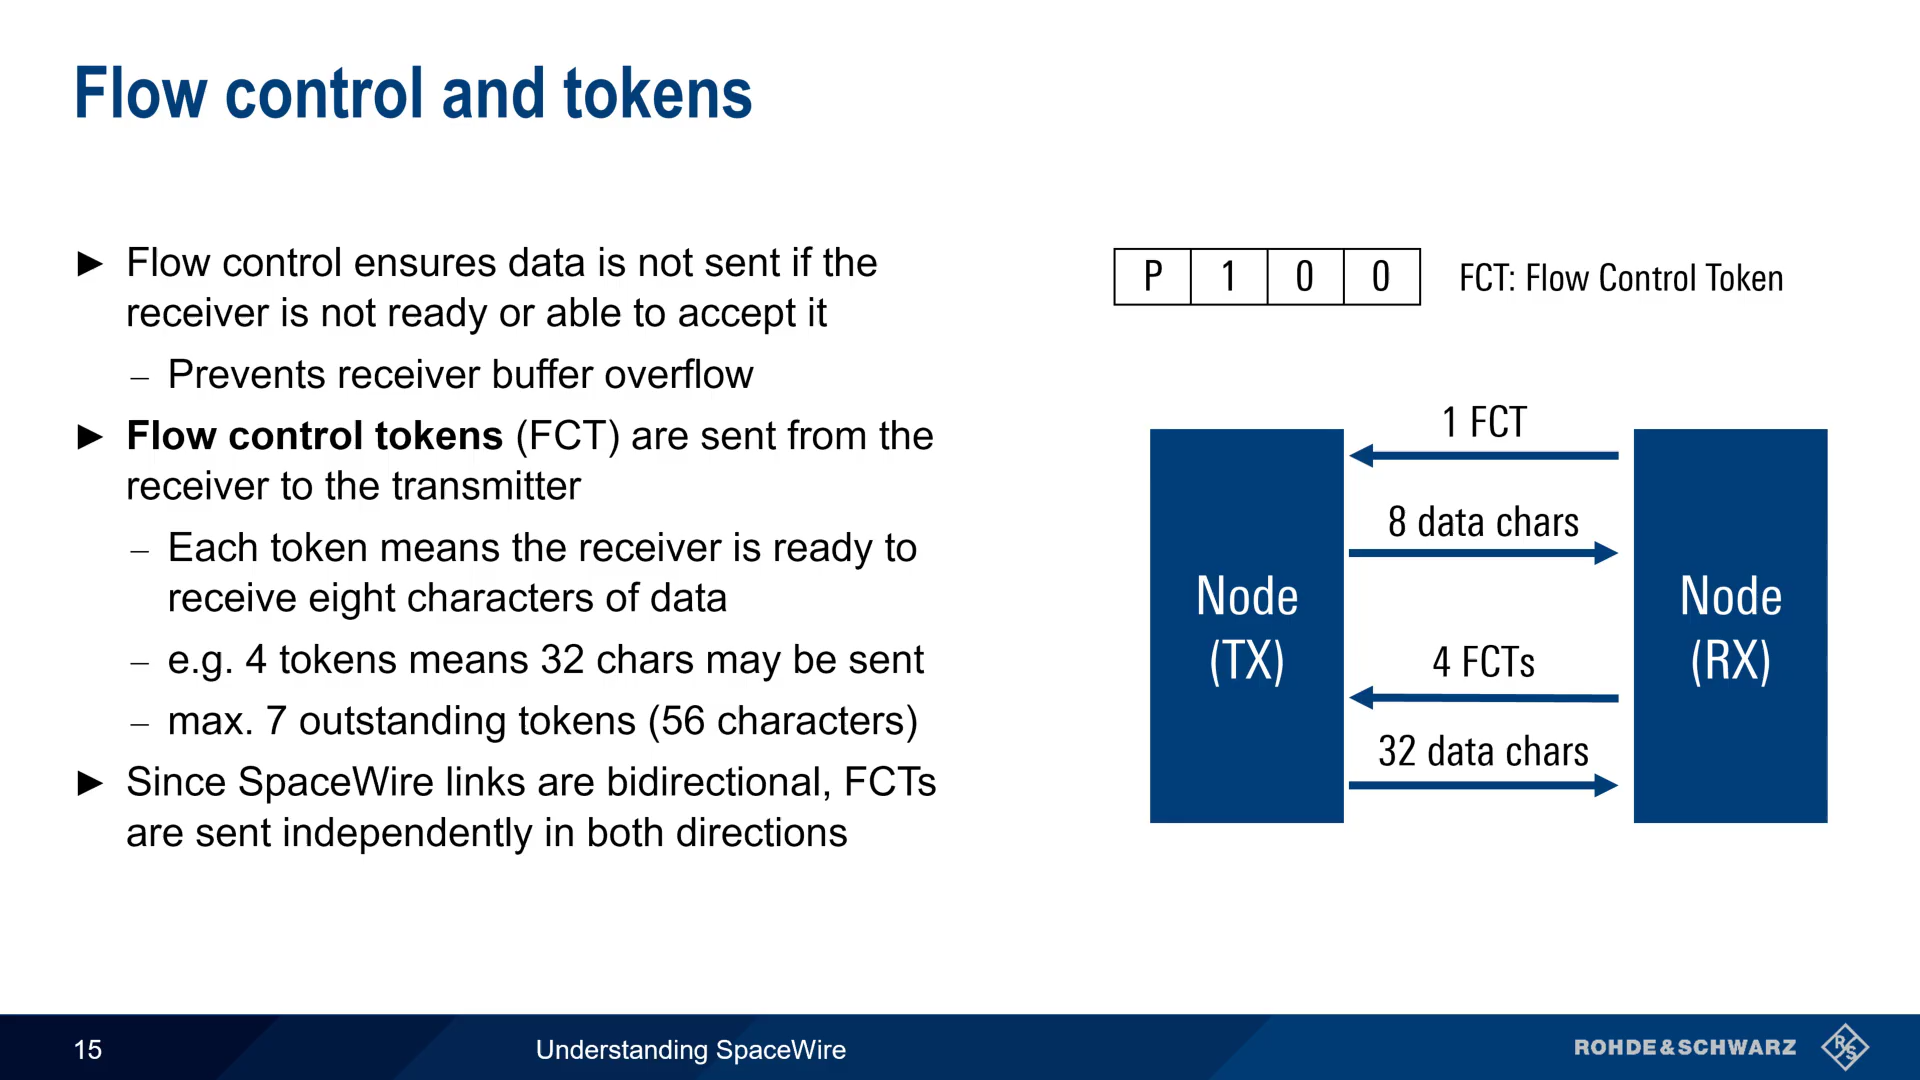 Flow control and tokens
► Flow control ensures data is not sent if the
receiver is not ready or able to accept it
– Prevents receiver buffer overflow
► Flow control tokens (FCT) are sent from the
receiver to the transmitter
– Each token means the receiver is ready to
receive eight characters of data
– e.g. 4 tokens means 32 chars may be sent
– max. 7 outstanding tokens (56 characters)
► Since SpaceWire links are bidirectional, FCTs
are sent independently in both directions
P 1 0 0 FCT: Flow Control Token
1 FCT
8 data chars
Node
(TX)
Node
(RX)
4 FCTs
32 data chars
15
Understanding SpaceWire
ROHDE&SCHWARZ
R
S